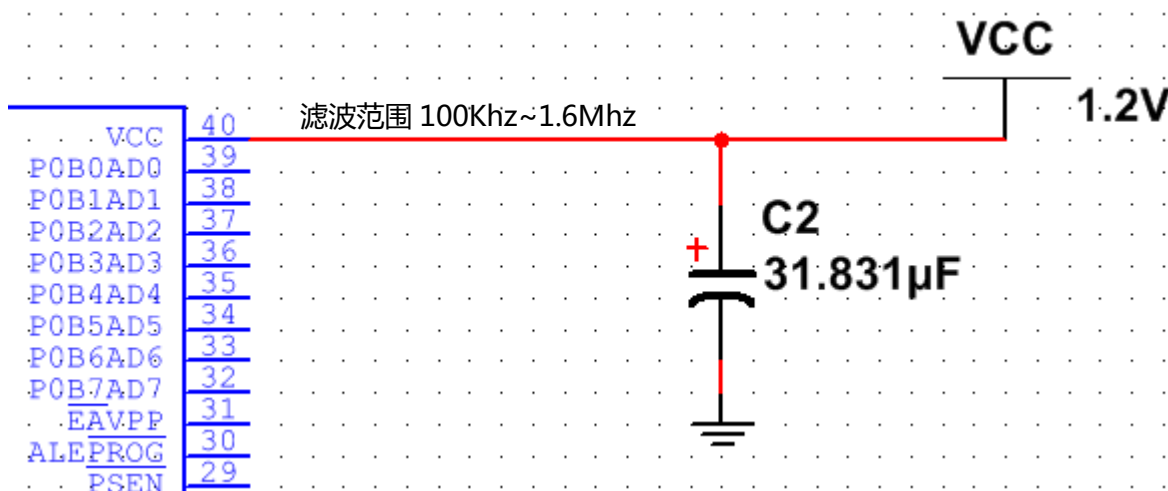 VCC
1.2V
滤波范围 100Khz~1.6Mhz
VCC 40
P0B0AD0 39
P0B1AD1 38
P0B2AD2 37
P0B3AD3 36
P0B4AD4 35
P0B5AD5 34
P0B6AD6 33
P0B7AD7 32
EAVPP 31
ALEPROG 30
PSEN 29
C2
+
31.831µF